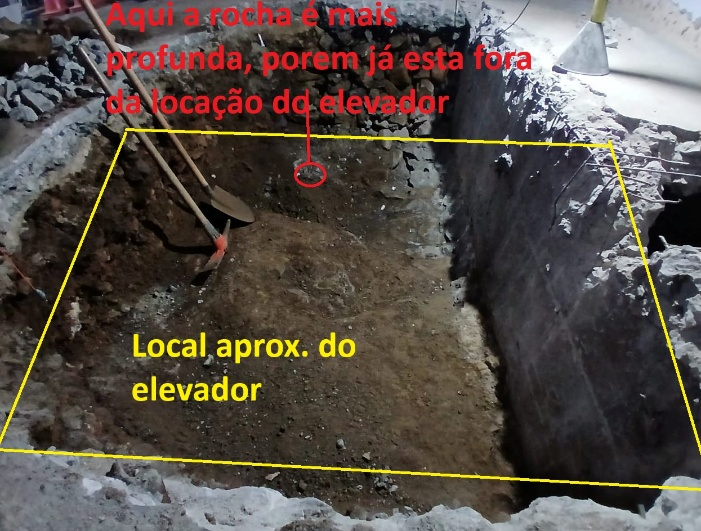 Aqui a rocha é mais
profunda, porem já esta fora
da locação do elevador
Local aprox. do
elevador